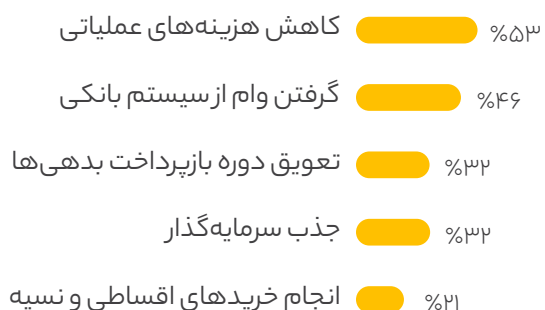 کاهش هزینه‌های عملیاتی %۵۳
گرفتن وام از سیستم بانکی %۴۶
تعویق دوره بازپرداخت بدهی‌ها %۳۲
جذب سرمایه‌گذار %۳۲
انجام خریدهای اقساطی و نسیه %۲۱